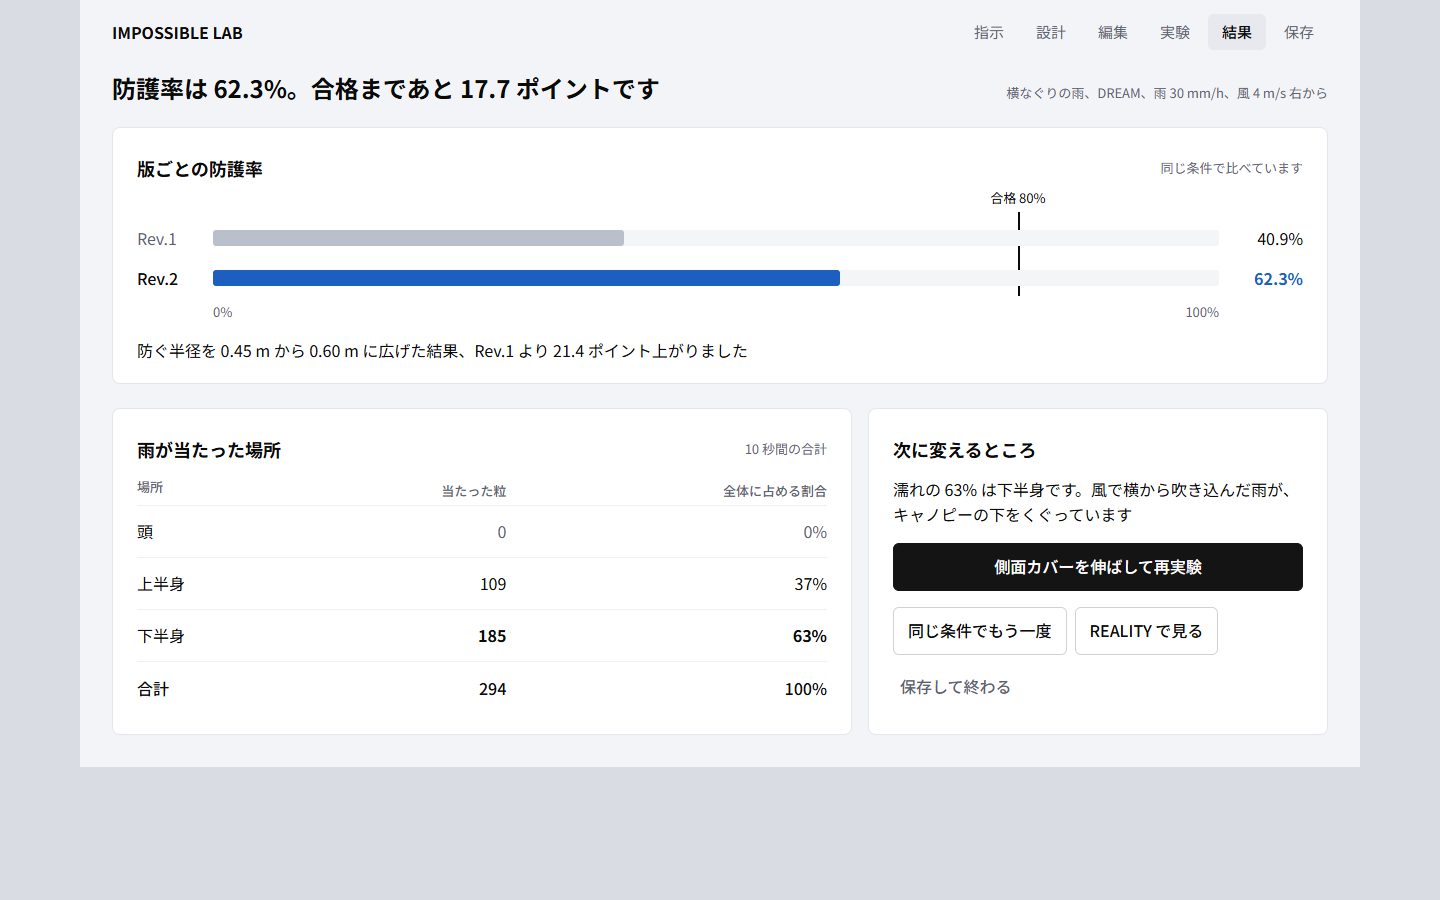 IMPOSSIBLE LAB
指示 設計 編集 実験 結果 保存
防護率は 62.3%。合格まであと 17.7 ポイントです
横なぐりの雨、DREAM、雨 30 mm/h、風 4 m/s 右から
版ごとの防護率
同じ条件で比べています
合格 80%
Rev.1 40.9%
Rev.2 62.3%
0% 100%
防ぐ半径を 0.45 m から 0.60 m に広げた結果、Rev.1 より 21.4 ポイント上がりました
雨が当たった場所
10 秒間の合計
場所 当たった粒 全体に占める割合
頭 0 0%
上半身 109 37%
下半身 185 63%
合計 294 100%
次に変えるところ
濡れの 63% は下半身です。風で横から吹き込んだ雨が、
キャノピーの下をくぐっています
側面カバーを伸ばして再実験
同じ条件でもう一度
REALITY で見る
保存して終わる